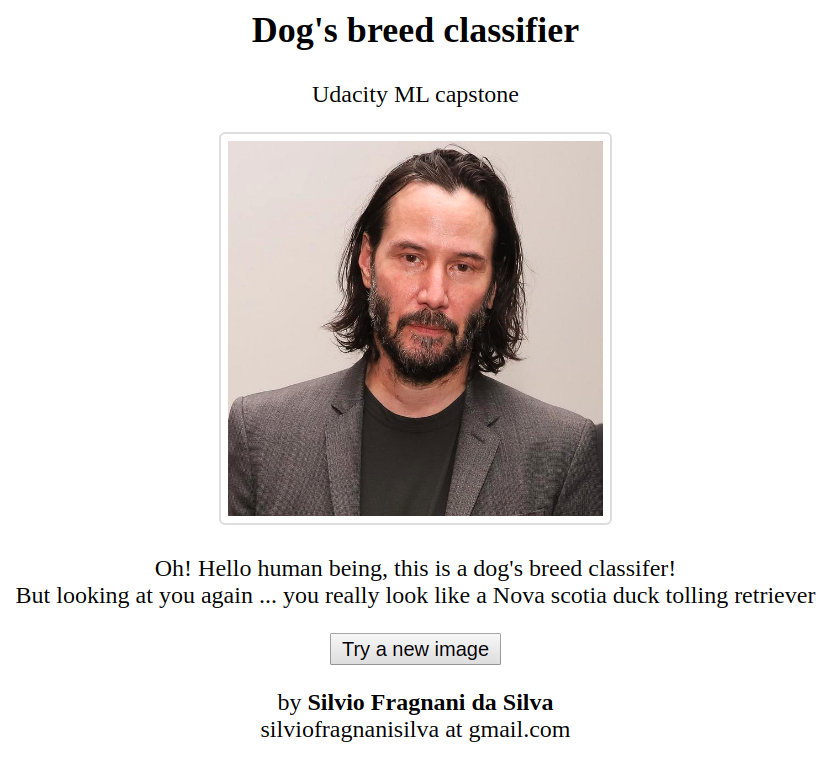 Dog's breed classifier
Udacity ML capstone
Oh! Hello human being, this is a dog's breed classifer!
But looking at you again ... you really look like a Nova scotia duck tolling retriever
Try a new image
by Silvio Fragnani da Silva
silviofragnanisilva at gmail.com